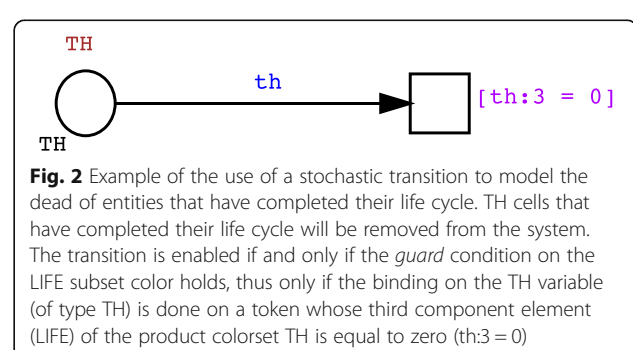 TH
th
[th:3 = 0]
TH
Fig. 2 Example of the use of a stochastic transition to model the
dead of entities that have completed their life cycle. TH cells that
have completed their life cycle will be removed from the system.
The transition is enabled if and only if the guard condition on the
LIFE subset color holds, thus only if the binding on the TH variable
(of type TH) is done on a token whose third component element
(LIFE) of the product colorset TH is equal to zero (th:3 = 0)